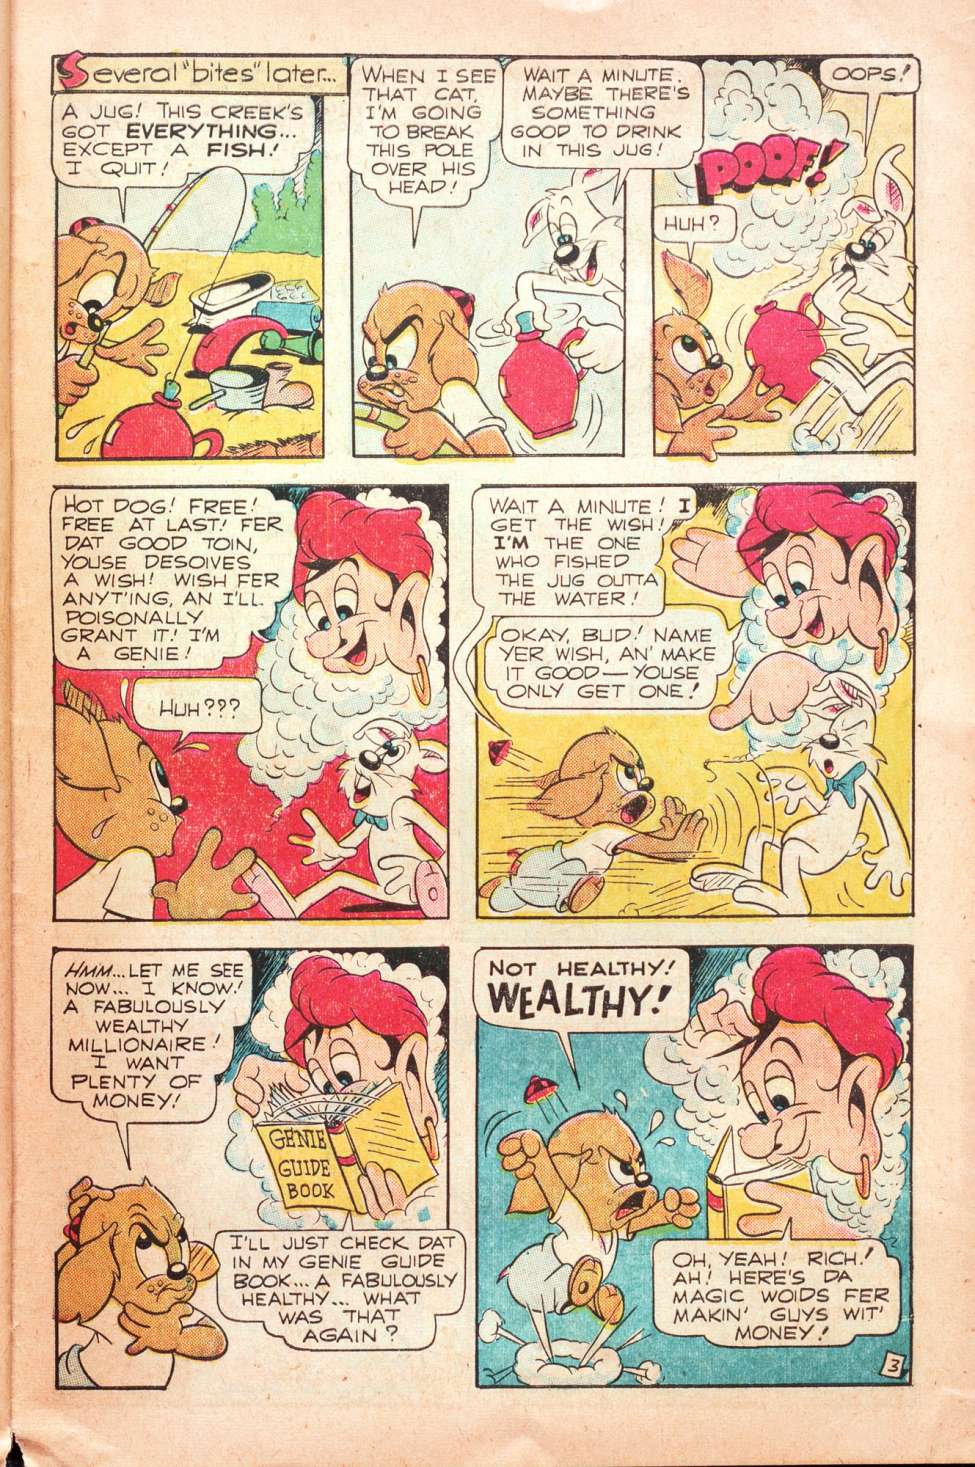 Several "bites" later...
A JUG! THIS CREEK'S
GOT EVERYTHING...
EXCEPT A FISH!
I QUIT!
WHEN I SEE
THAT CAT,
I'M GOING
TO BREAK
THIS POLE
OVER HIS
HEAD!
WAIT A MINUTE.
MAYBE THERE'S
SOMETHING
GOOD TO DRINK
IN THIS JUG!
OOPS!
POOF!
HUH?
HOT DOG! FREE!
FREE AT LAST! FER
DAT GOOD TOIN,
YOUSE DESOIVES
A WISH! WISH FER
ANYT'ING, AN I'LL
POISONALLY
GRANT IT! I'M
A GENIE!
HUH???
WAIT A MINUTE! I
GET THE WISH!
I'M THE ONE
WHO FISHED
THE JUG OUTTA
THE WATER!
OKAY, BUD! NAME
YER WISH, AN' MAKE
IT GOOD—YOUSE
ONLY GET ONE!
HMM...LET ME SEE
NOW... I KNOW!
A FABULOUSLY
WEALTHY
MILLIONAIRE!
I WANT
PLENTY OF
MONEY!
GENIE
GUIDE
BOOK
I'LL JUST CHECK DAT
IN MY GENIE GUIDE
BOOK... A FABULOUSLY
HEALTHY... WHAT
WAS THAT
AGAIN?
NOT HEALTHY!
WEALTHY!
OH, YEAH! RICH!
AH! HERE'S DA
MAGIC WOIDS FER
MAKIN' GUYS WIT'
MONEY!
3